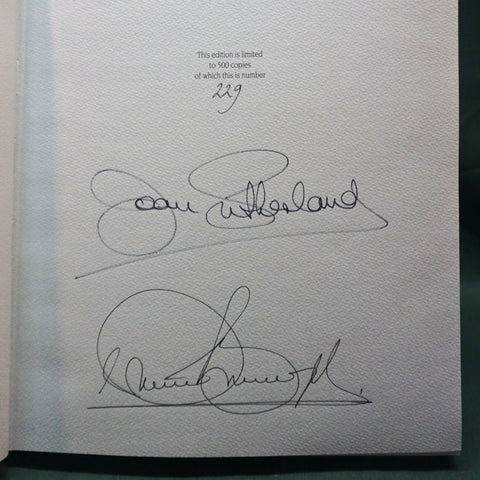 This edition is limited
to 500 copies
of which this is number
229
Joan Sutherland